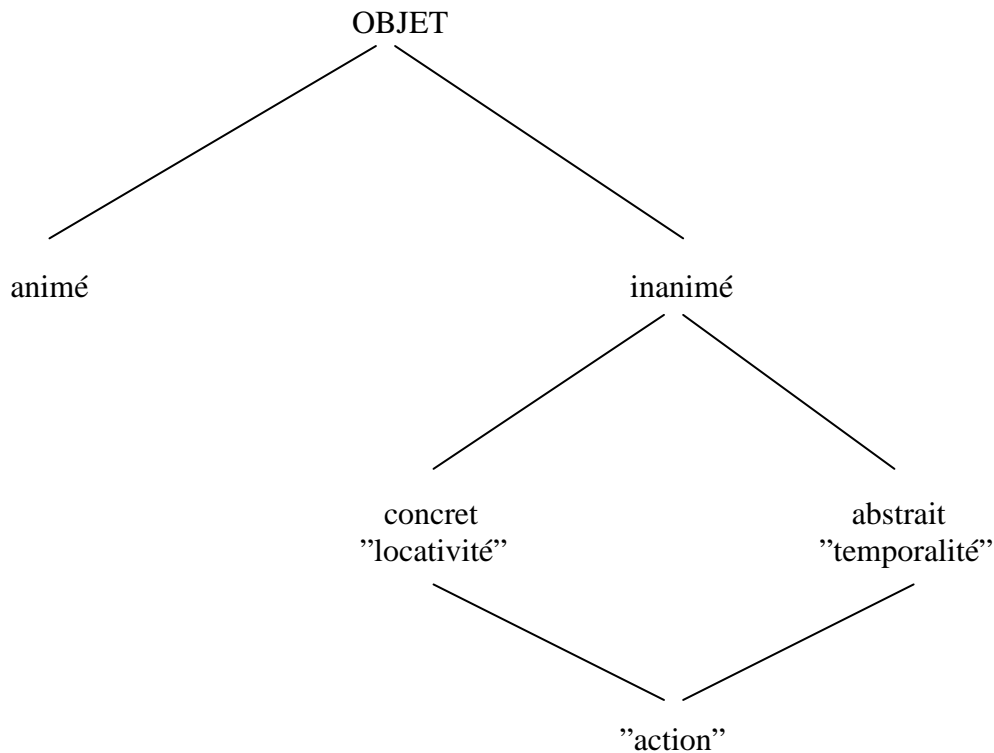 OBJET
animé
inanimé
concret
”locativité”
abstrait
”temporalité”
”action”